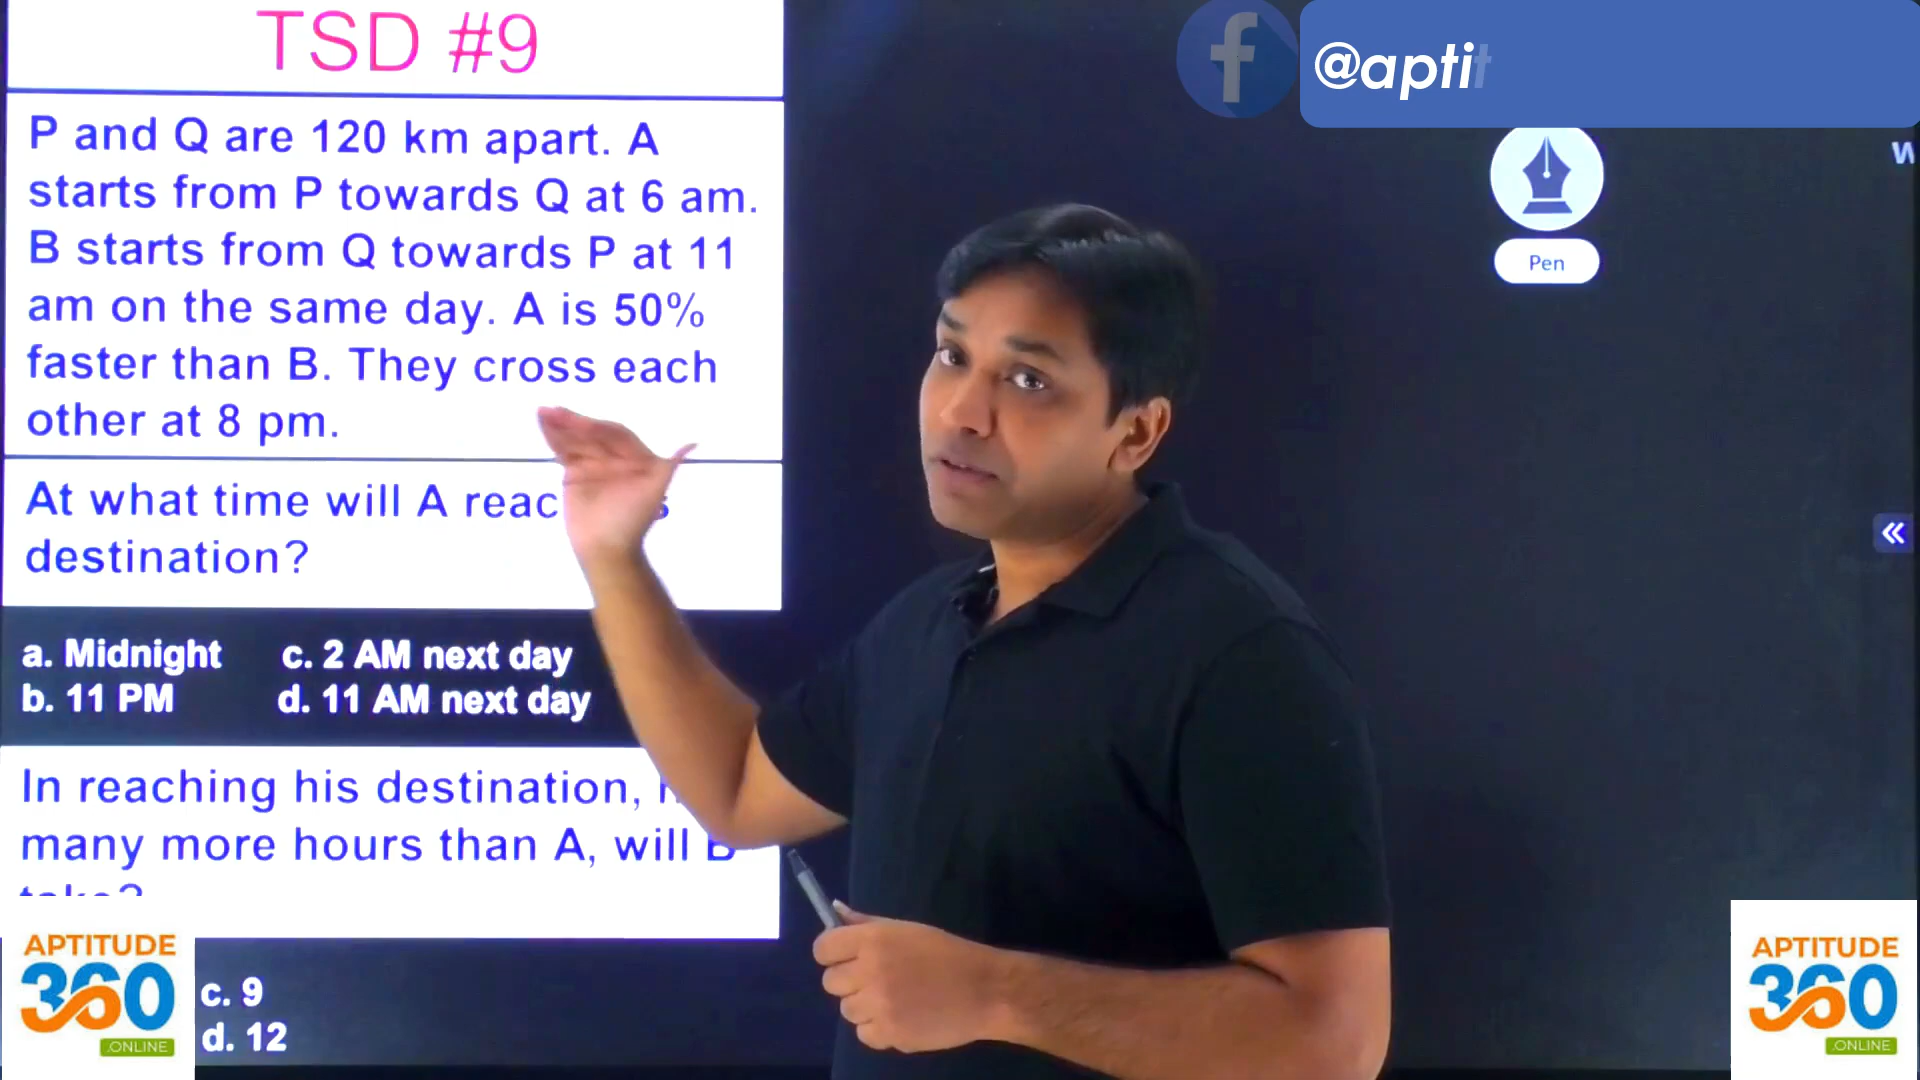 TSD #9
@apti
P and Q are 120 km apart. A
starts from P towards Q at 6 am.
B starts from Q towards P at 11
am on the same day. A is 50%
faster than B. They cross each
other at 8 pm.
Pen
At what time will A
destination?
a. Midnight c. 2 AM next day
b. 11 PM d. 11 AM next day
In reaching his destination,
many more hours than A, will B
take?
c. 9
d. 12
APTITUDE
360
.ONLINE
APTITUDE
360
.ONLINE